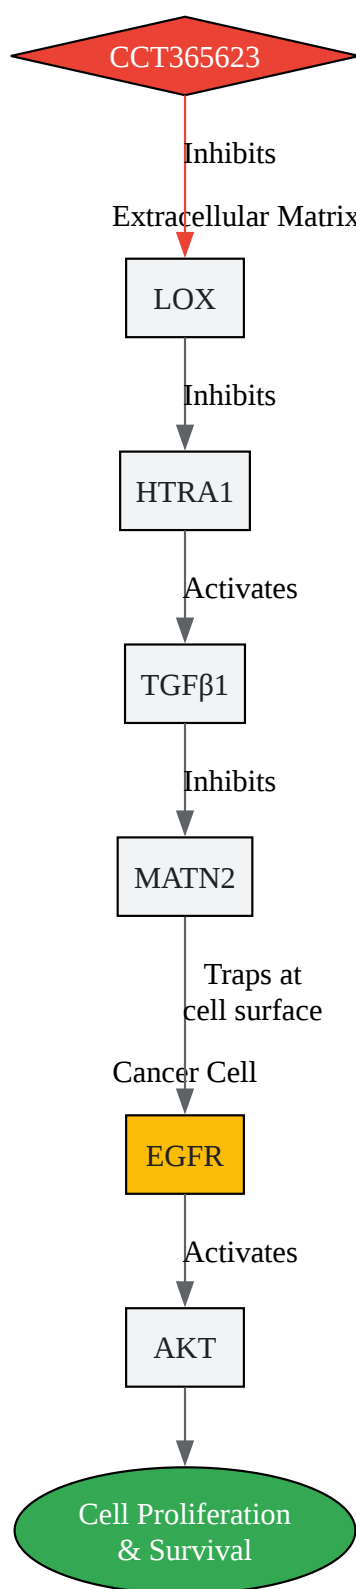 CCT365623
Inhibits
Extracellular Matrix
LOX
Inhibits
HTRA1
Activates
TGFβ1
Inhibits
MATN2
Traps at
cell surface
Cancer Cell
EGFR
Activates
AKT
Cell Proliferation
& Survival